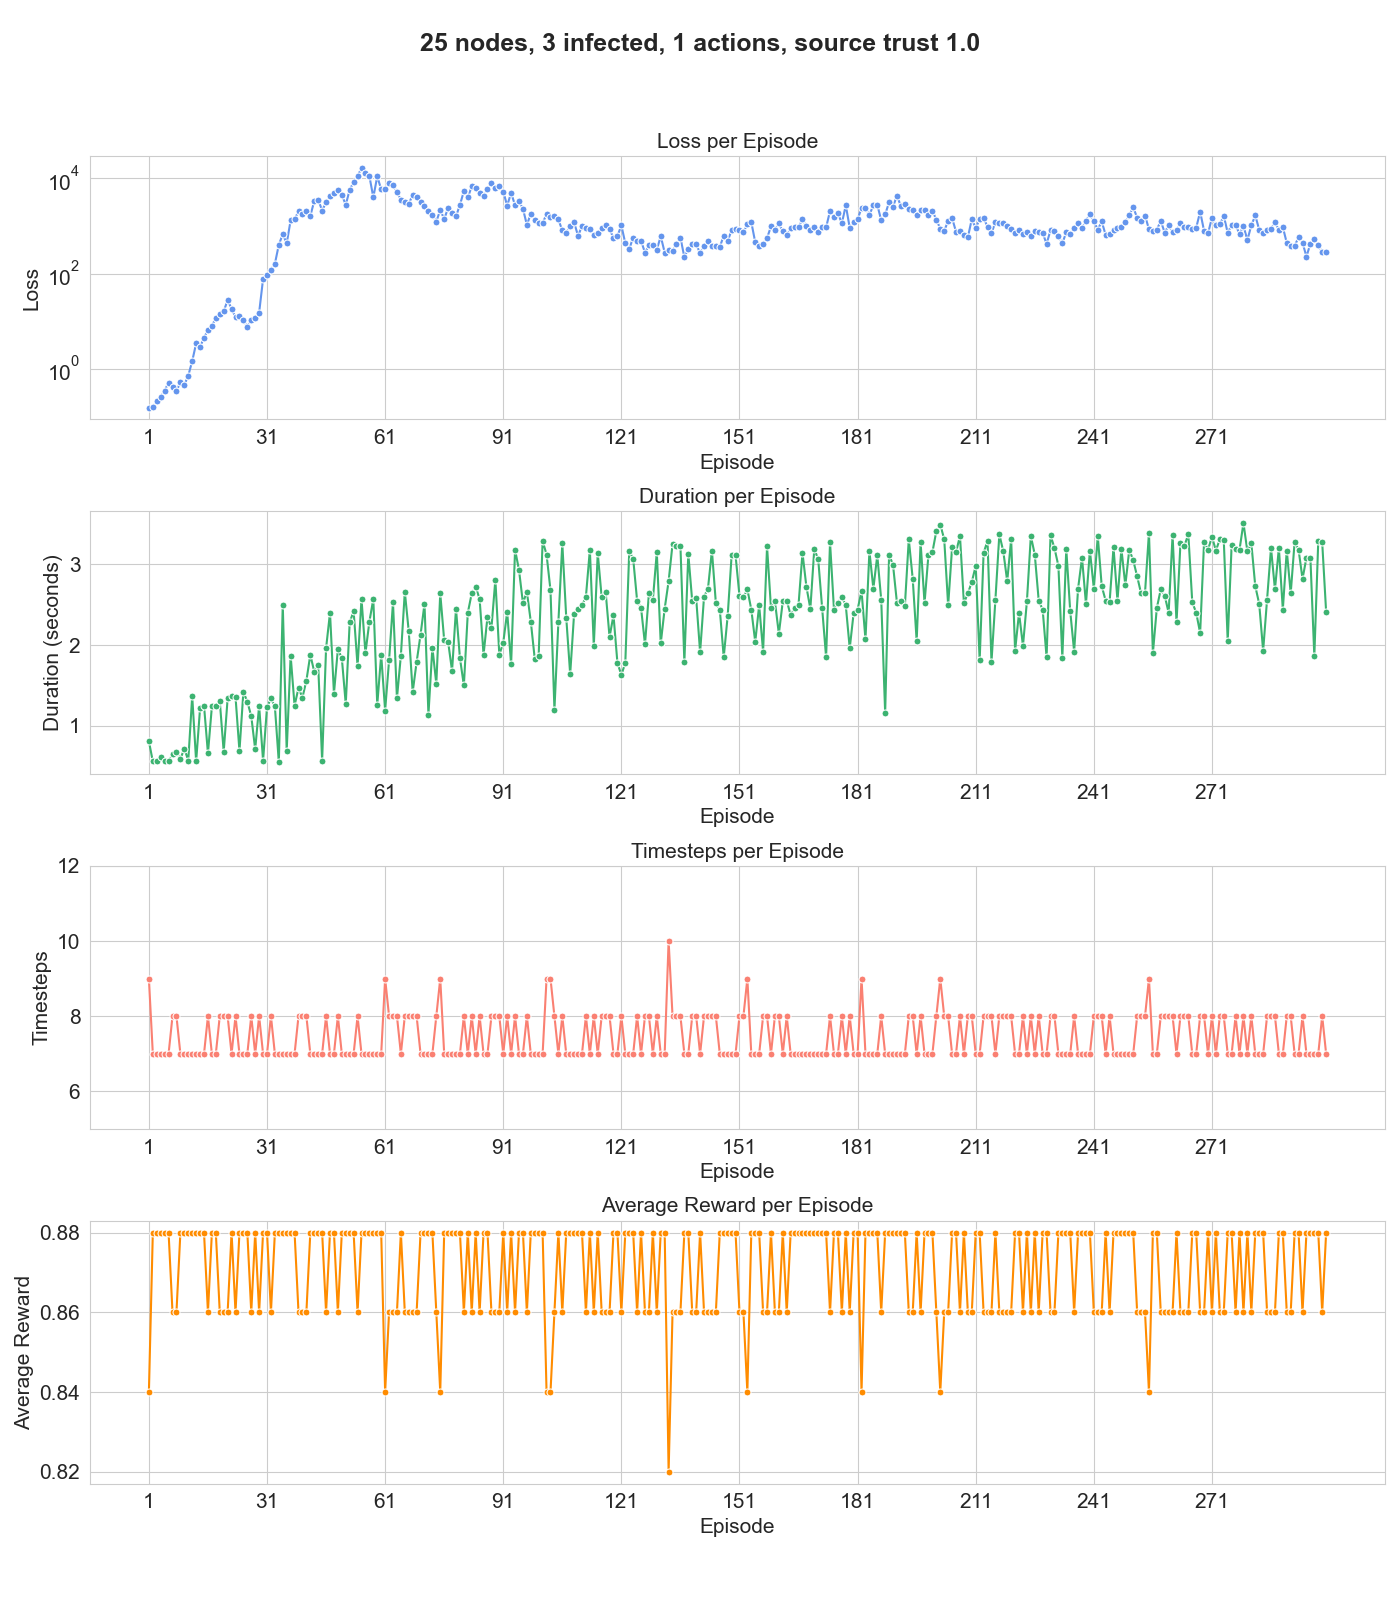 25 nodes, 3 infected, 1 actions, source trust 1.0
Loss per Episode
Loss
10^4
10^2
10^0
1 31 61 91 121 151 181 211 241 271
Episode
Duration per Episode
Duration (seconds)
3
2
1
1 31 61 91 121 151 181 211 241 271
Episode
Timesteps per Episode
Timesteps
12
10
8
6
1 31 61 91 121 151 181 211 241 271
Episode
Average Reward per Episode
Average Reward
0.88
0.86
0.84
0.82
1 31 61 91 121 151 181 211 241 271
Episode